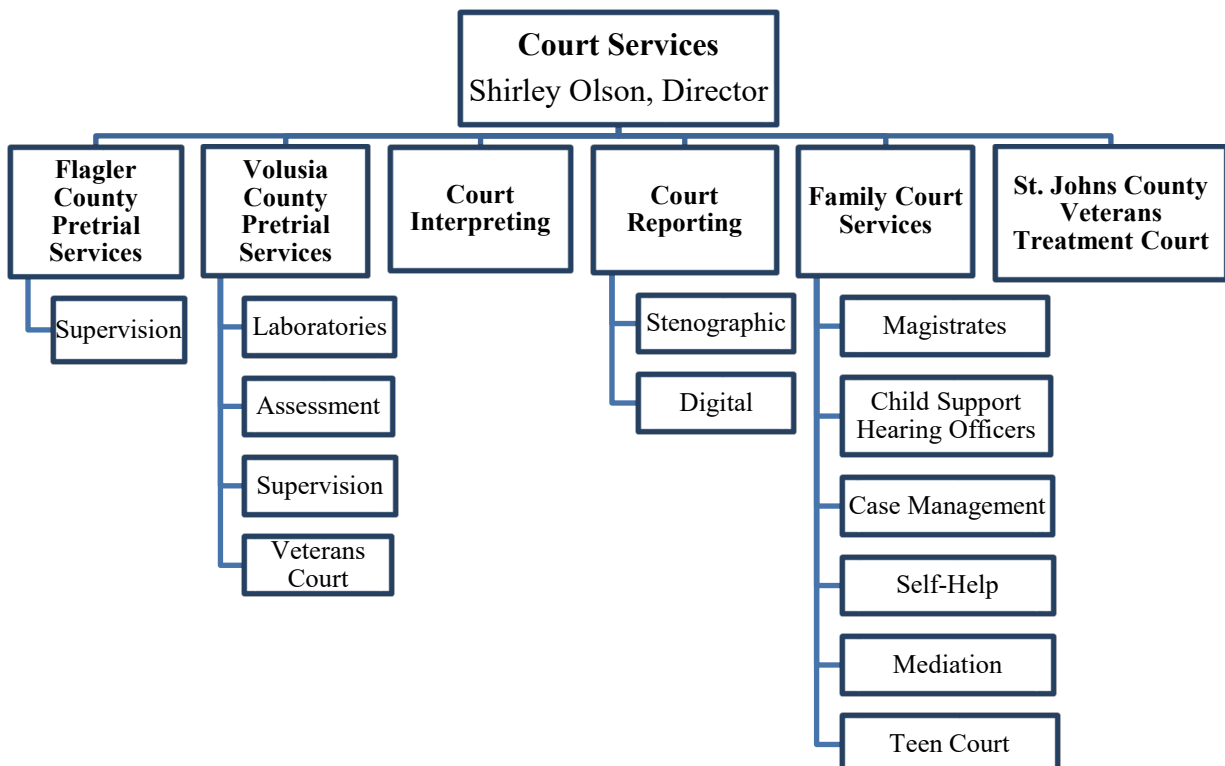 Court Services
Shirley Olson, Director
Flagler
County
Pretrial
Services
Supervision
Volusia
County
Pretrial
Services
Laboratories
Assessment
Supervision
Veterans
Court
Court
Interpreting
Court
Reporting
Stenographic
Digital
Family Court
Services
Magistrates
Child Support
Hearing Officers
Case Management
Self-Help
Mediation
Teen Court
St. Johns County
Veterans
Treatment Court